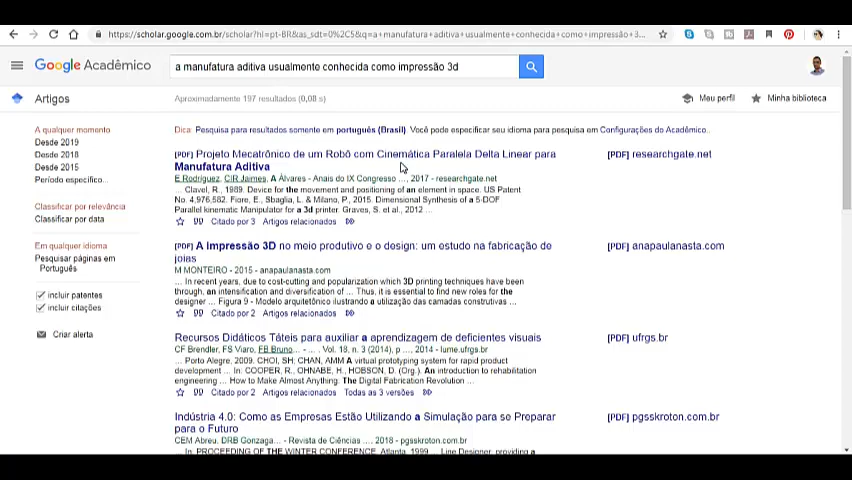 https://scholar.google.com.br/scholar?hl=pt-BR&as_sdt=0%2C5&q=a+manufatura+aditiva+usualmente+conhecida+como+impressão+3...
Google Acadêmico
a manufatura aditiva usualmente conhecida como impressão 3d
Artigos
Aproximadamente 197 resultados (0,08 s)
Meu perfil
Minha biblioteca
A qualquer momento
Desde 2019
Desde 2018
Desde 2015
Período específico...
Classificar por relevância
Classificar por data
Em qualquer idioma
Pesquisar páginas em
Português
incluir patentes
incluir citações
Criar alerta
Dica: Pesquisa para resultados somente em português (Brasil). Você pode especificar seu idioma para pesquisa em Configurações do Acadêmico..
[PDF] Projeto Mecatrônico de um Robô com Cinemática Paralela Delta Linear para
Manufatura Aditiva
[PDF] researchgate.net
E Rodriguez, CIR Jaimes, A Álvares - Anais do IX Congresso ..., 2017 - researchgate.net
... Clavel, R., 1989. Device for the movement and positioning of an element in space. US Patent
No. 4,976,582. Fiore, E., Sbaglia, L. & Milano, P., 2015. Dimensional Synthesis of a 5-DOF
Parallel kinematic Manipulator for a 3d printer. Graves, S. et al., 2012 ...
Citado por 3 Artigos relacionados
[PDF] A impressão 3D no meio produtivo e o design: um estudo na fabricação de
joias
[PDF] anapaulanasta.com
M MONTEIRO - 2015 - anapaulanasta.com
... In recent years, due to cost-cutting and popularization which 3D printing techniques have been
through, an intensification and diversification of ... Thus, it is essential to find new roles for the
designer ... Figura 9 - Modelo arquitetônico ilustrando a utilização das camadas construtivas ...
Citado por 2 Artigos relacionados
Recursos Didáticos Táteis para auxiliar a aprendizagem de deficientes visuais
[PDF] ufrgs.br
CF Brendler, FS Viaro, FB Bruno... - ... . Vol. 18, n. 3 (2014), p ..., 2014 - lume.ufrgs.br
... Porto Alegre, 2009. CHOI, SH; CHAN, AMM A virtual prototyping system for rapid product
development ... In: COOPER, R., OHNABE, H., HOBSON, D. (Org.). An introduction to rehabilitation
engineering ... How to Make Almost Anything: The Digital Fabrication Revolution ...
Citado por 2 Artigos relacionados Todas as 3 versões
Indústria 4.0: Como as Empresas Estão Utilizando a Simulação para se Preparar
para o Futuro
[PDF] pgsskroton.com.br
CEM Abreu, DRB Gonzaga... - Revista de Ciências ..., 2018 - pgsskroton.com.br
... In. PROCEEDING OF THE WINTER CONFERENCE, Atlanta, 1999. ... Line Designer, providing a